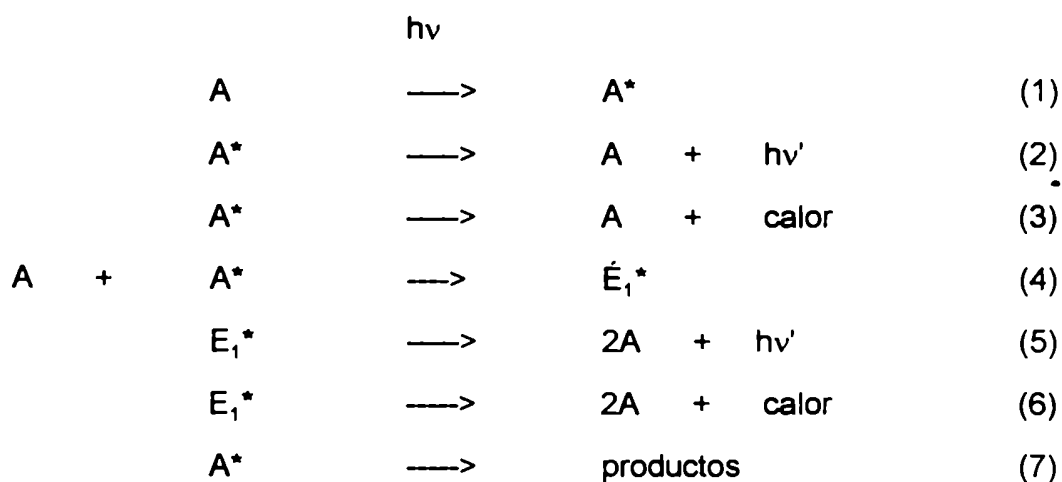 hν
A ——> A* (1)
A* ——> A + hν' (2)
A* ——> A + calor (3)
A + A* ----> É₁* (4)
E₁* ——> 2A + hν' (5)
E₁* -----> 2A + calor (6)
A* -----> productos (7)